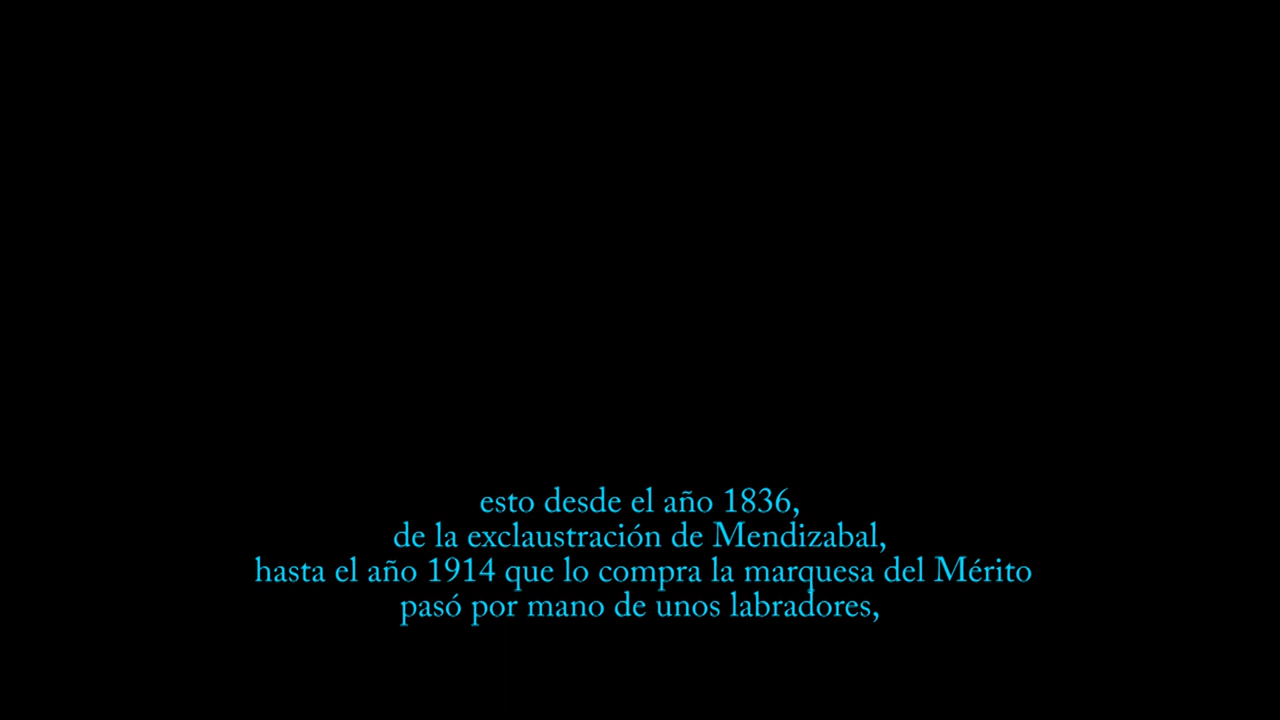 esto desde el año 1836,
de la exclaustración de Mendizabal,
hasta el año 1914 que lo compra la marquesa del Mérito
pasó por mano de unos labradores,